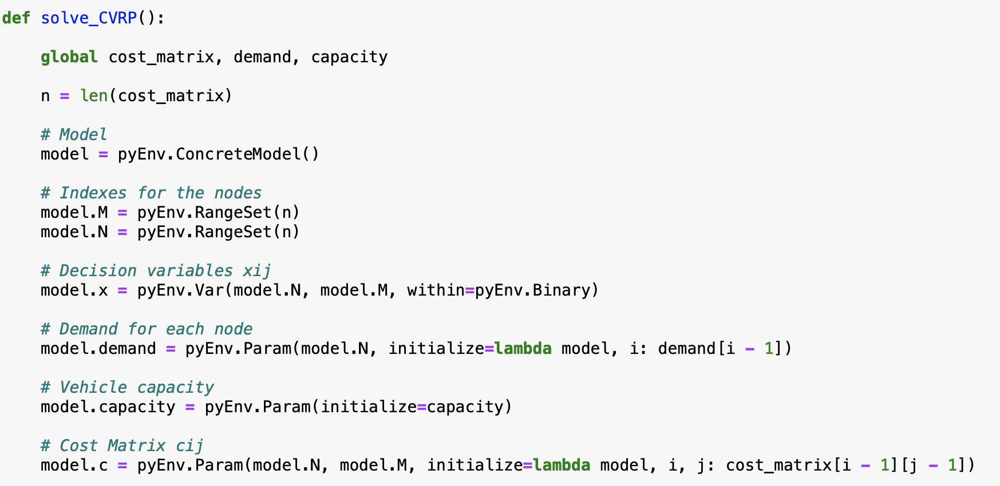 def solve_CVRP():
global cost_matrix, demand, capacity
n = len(cost_matrix)
# Model
model = pyEnv.ConcreteModel()
# Indexes for the nodes
model.M = pyEnv.RangeSet(n)
model.N = pyEnv.RangeSet(n)
# Decision variables xij
model.x = pyEnv.Var(model.N, model.M, within=pyEnv.Binary)
# Demand for each node
model.demand = pyEnv.Param(model.N, initialize=lambda model, i: demand[i - 1])
# Vehicle capacity
model.capacity = pyEnv.Param(initialize=capacity)
# Cost Matrix cij
model.c = pyEnv.Param(model.N, model.M, initialize=lambda model, i, j: cost_matrix[i - 1][j - 1])